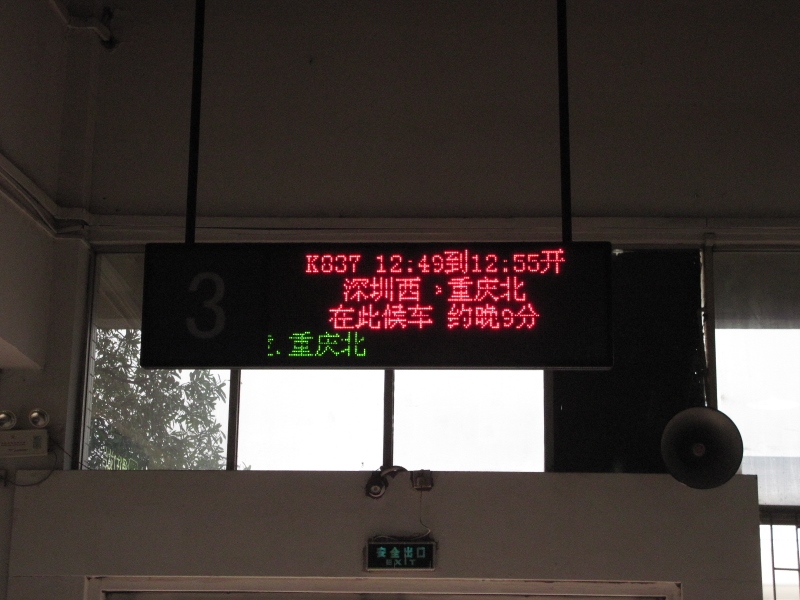 3
K837 12:49到12:55开
深圳西 > 重庆北
在此候车 约晚9分
、重庆北
安全出口
EXIT